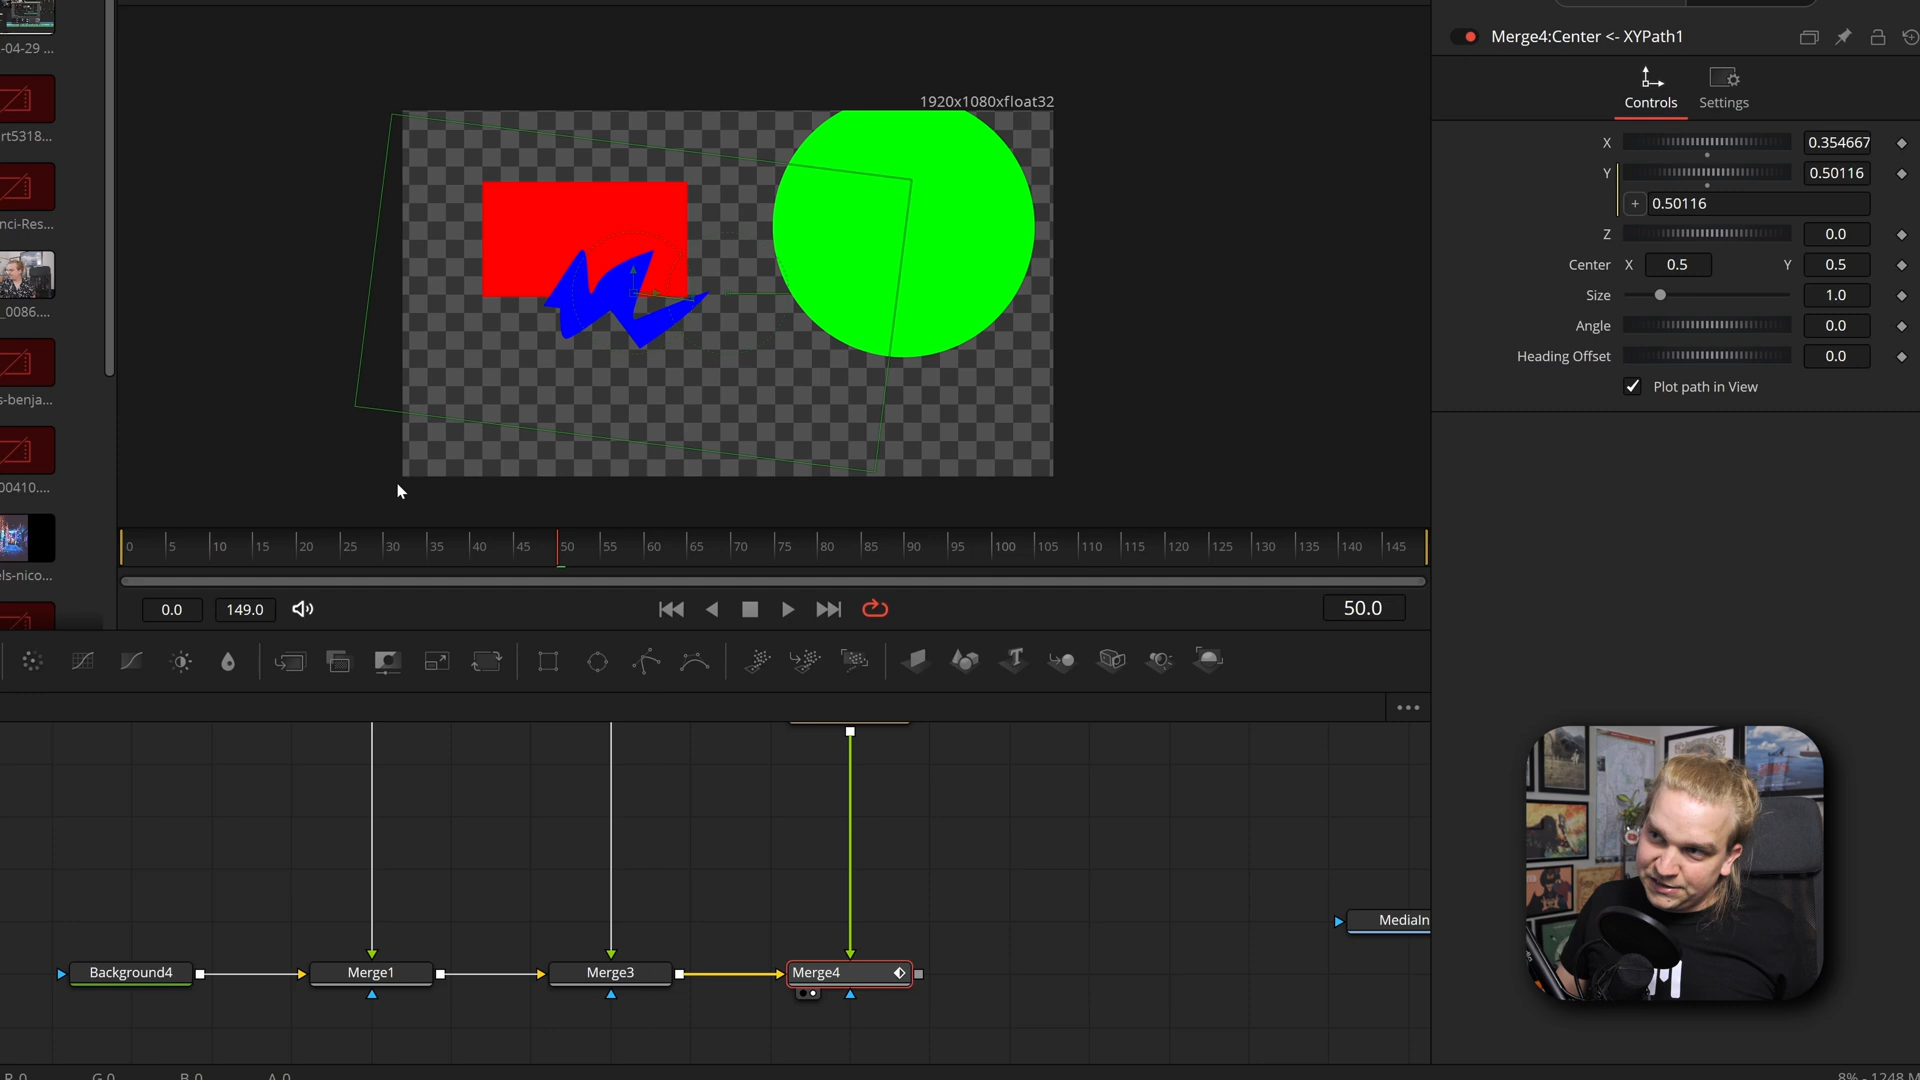 -04-29 ...
rt5318...
nci-Res...
_0086....
s-benja...
00410....
els-nico...
1920x1080xfloat32
0 5 10 15 20 25 30 35 40 45 50 55 60 65 70 75 80 85 90 95 100 105 110 115 120 125 130 135 140 145
0.0 149.0 50.0
Merge4:Center <- XYPath1
Controls Settings
X 0.354667
Y 0.50116
+ 0.50116
Z 0.0
Center X 0.5 Y 0.5
Size 1.0
Angle 0.0
Heading Offset 0.0
Plot path in View
T
MediaIn
Background4 Merge1 Merge3 Merge4
8% - 1248 M